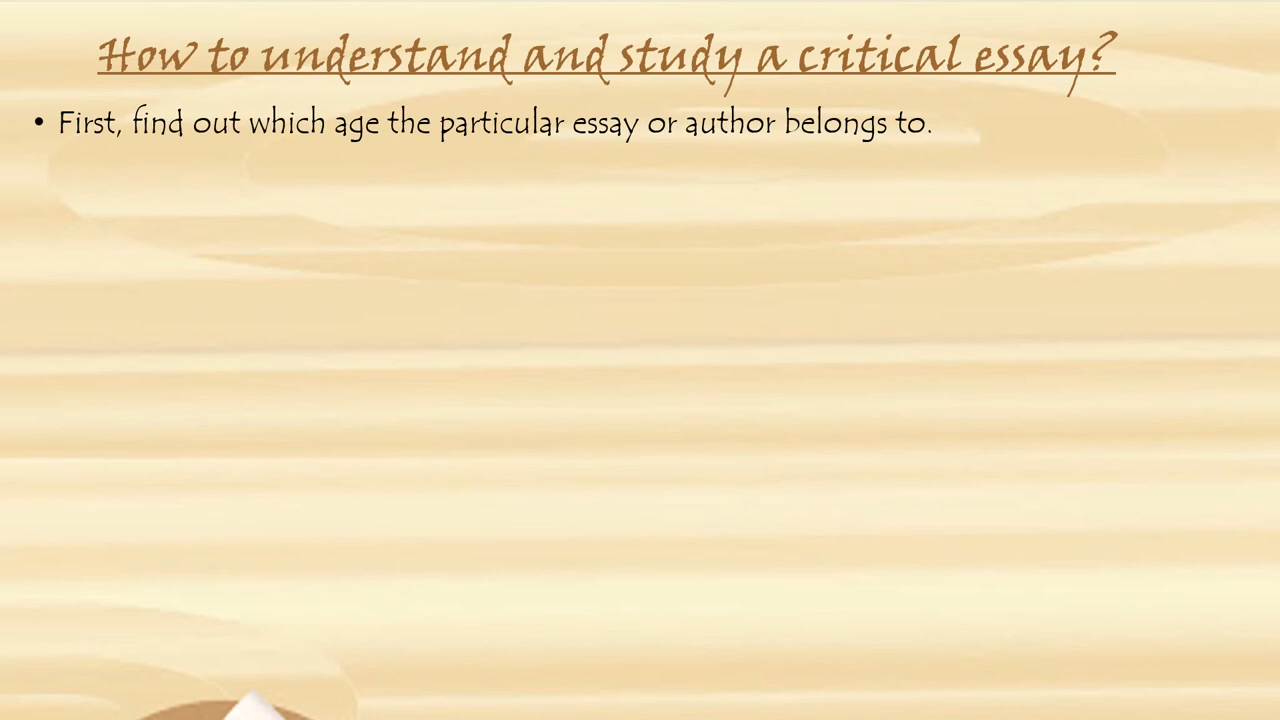 How to understand and study a critical essay?
• First, find out which age the particular essay or author belongs to.